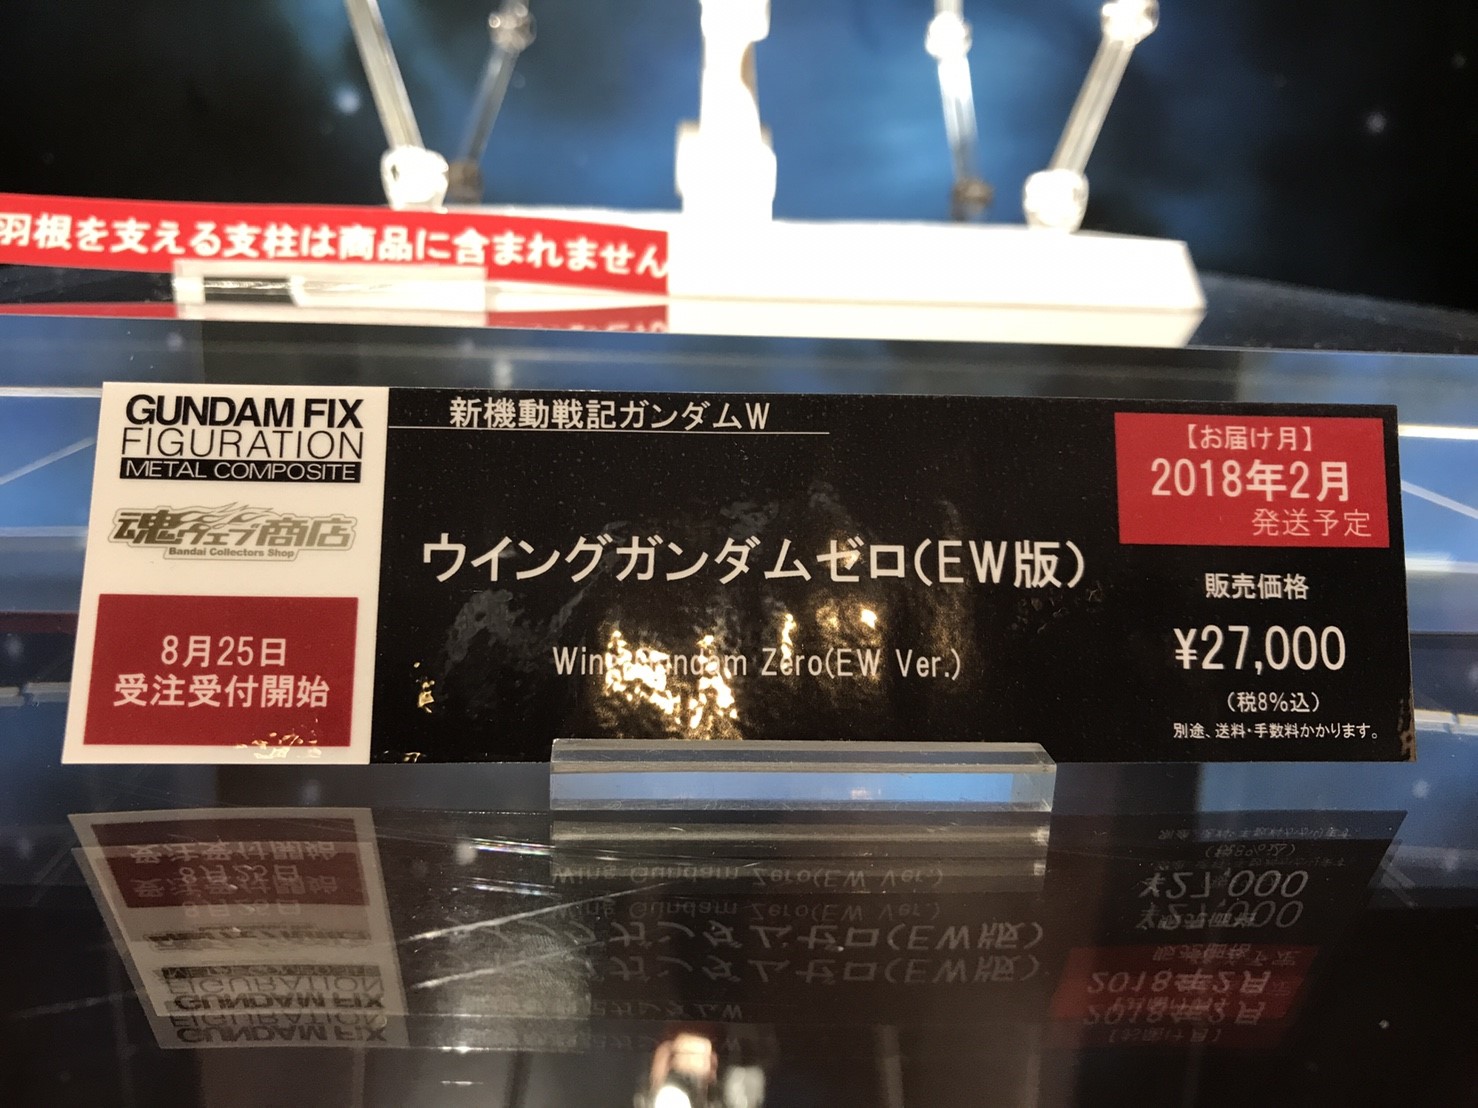 羽根を支える支柱は商品に含まれません
GUNDAM FIX
FIGURATION
METAL COMPOSITE
魂ウェブ商店
Bandai Collectors Shop
8月25日
受注受付開始
新機動戦記ガンダムW
ウイングガンダムゼロ(EW版)
Wing Gundam Zero(EW Ver.)
【お届け月】
2018年2月
発送予定
販売価格
¥27,000
(税8%込)
別途、送料・手数料かかります。